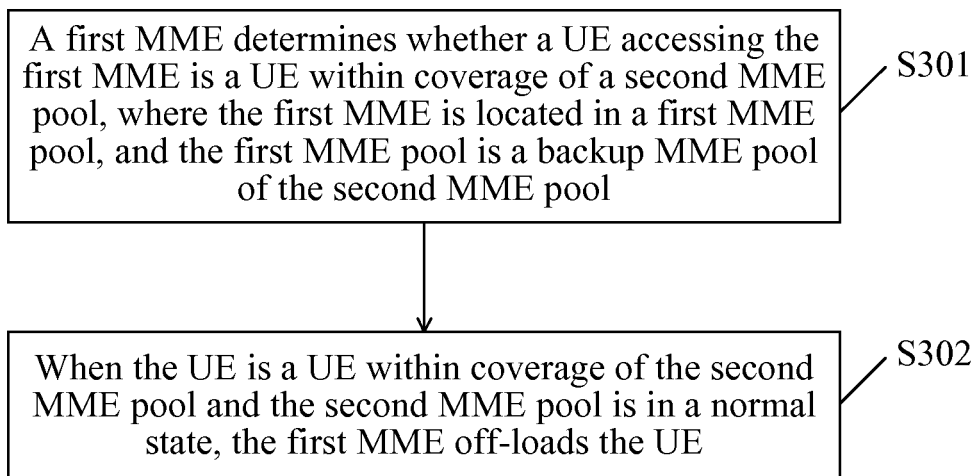 A first MME determines whether a UE accessing the
first MME is a UE within coverage of a second MME
pool, where the first MME is located in a first MME
pool, and the first MME pool is a backup MME pool
of the second MME pool
S301
When the UE is a UE within coverage of the second
MME pool and the second MME pool is in a normal
state, the first MME off-loads the UE
S302